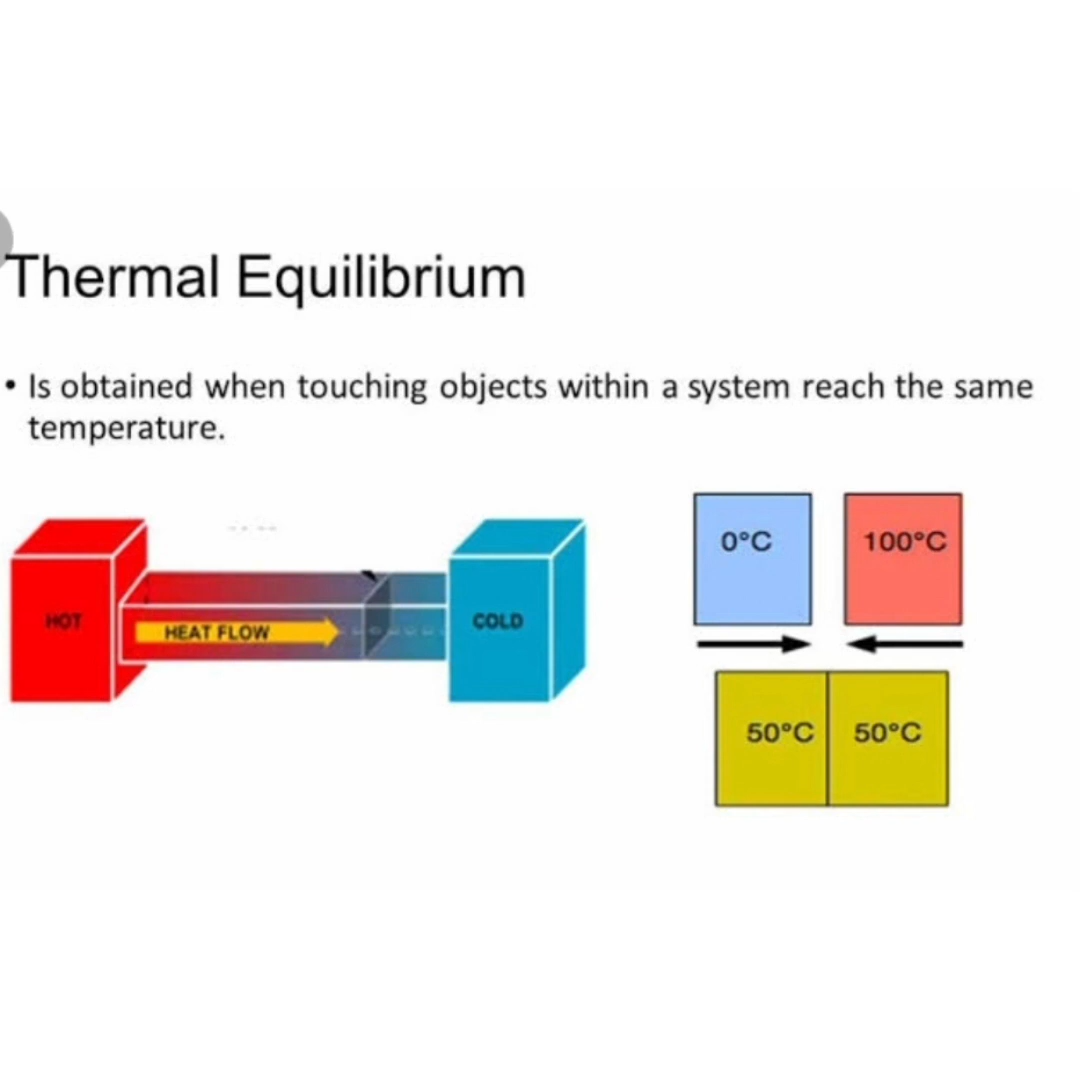 Thermal Equilibrium
• Is obtained when touching objects within a system reach the same
temperature.
HOT
HEAT FLOW
COLD
0°C
100°C
50°C
50°C